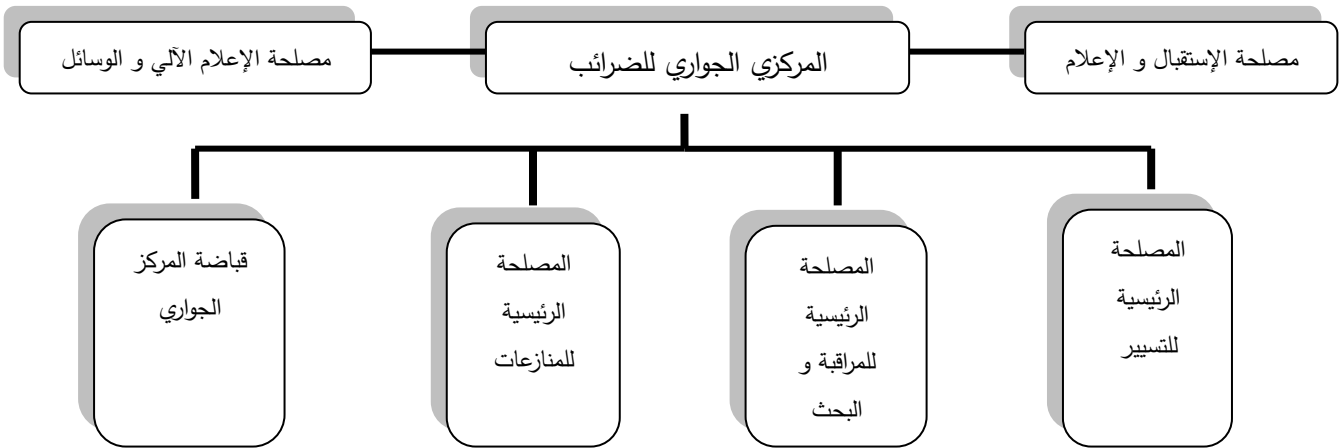 مصلحة الإستقبال و الإعلام
المركزي الجواري للضرائب
مصلحة الإعلام الآلي و الوسائل
المصلحة
الرئيسية
للتسيير
المصلحة
الرئيسية
للمراقبة و
البحث
المصلحة
الرئيسية
للمنازعات
قباضة المركز
الجواري